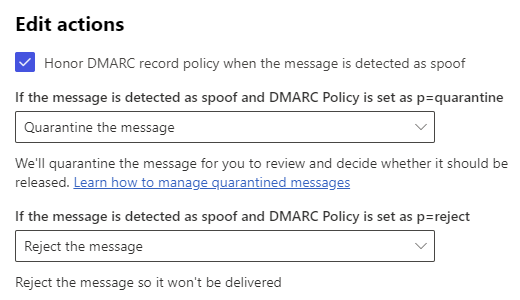 Edit actions
Honor DMARC record policy when the message is detected as spoof
If the message is detected as spoof and DMARC Policy is set as p=quarantine
Quarantine the message
We'll quarantine the message for you to review and decide whether it should be
released. Learn how to manage quarantined messages
If the message is detected as spoof and DMARC Policy is set as p=reject
Reject the message
Reject the message so it won't be delivered